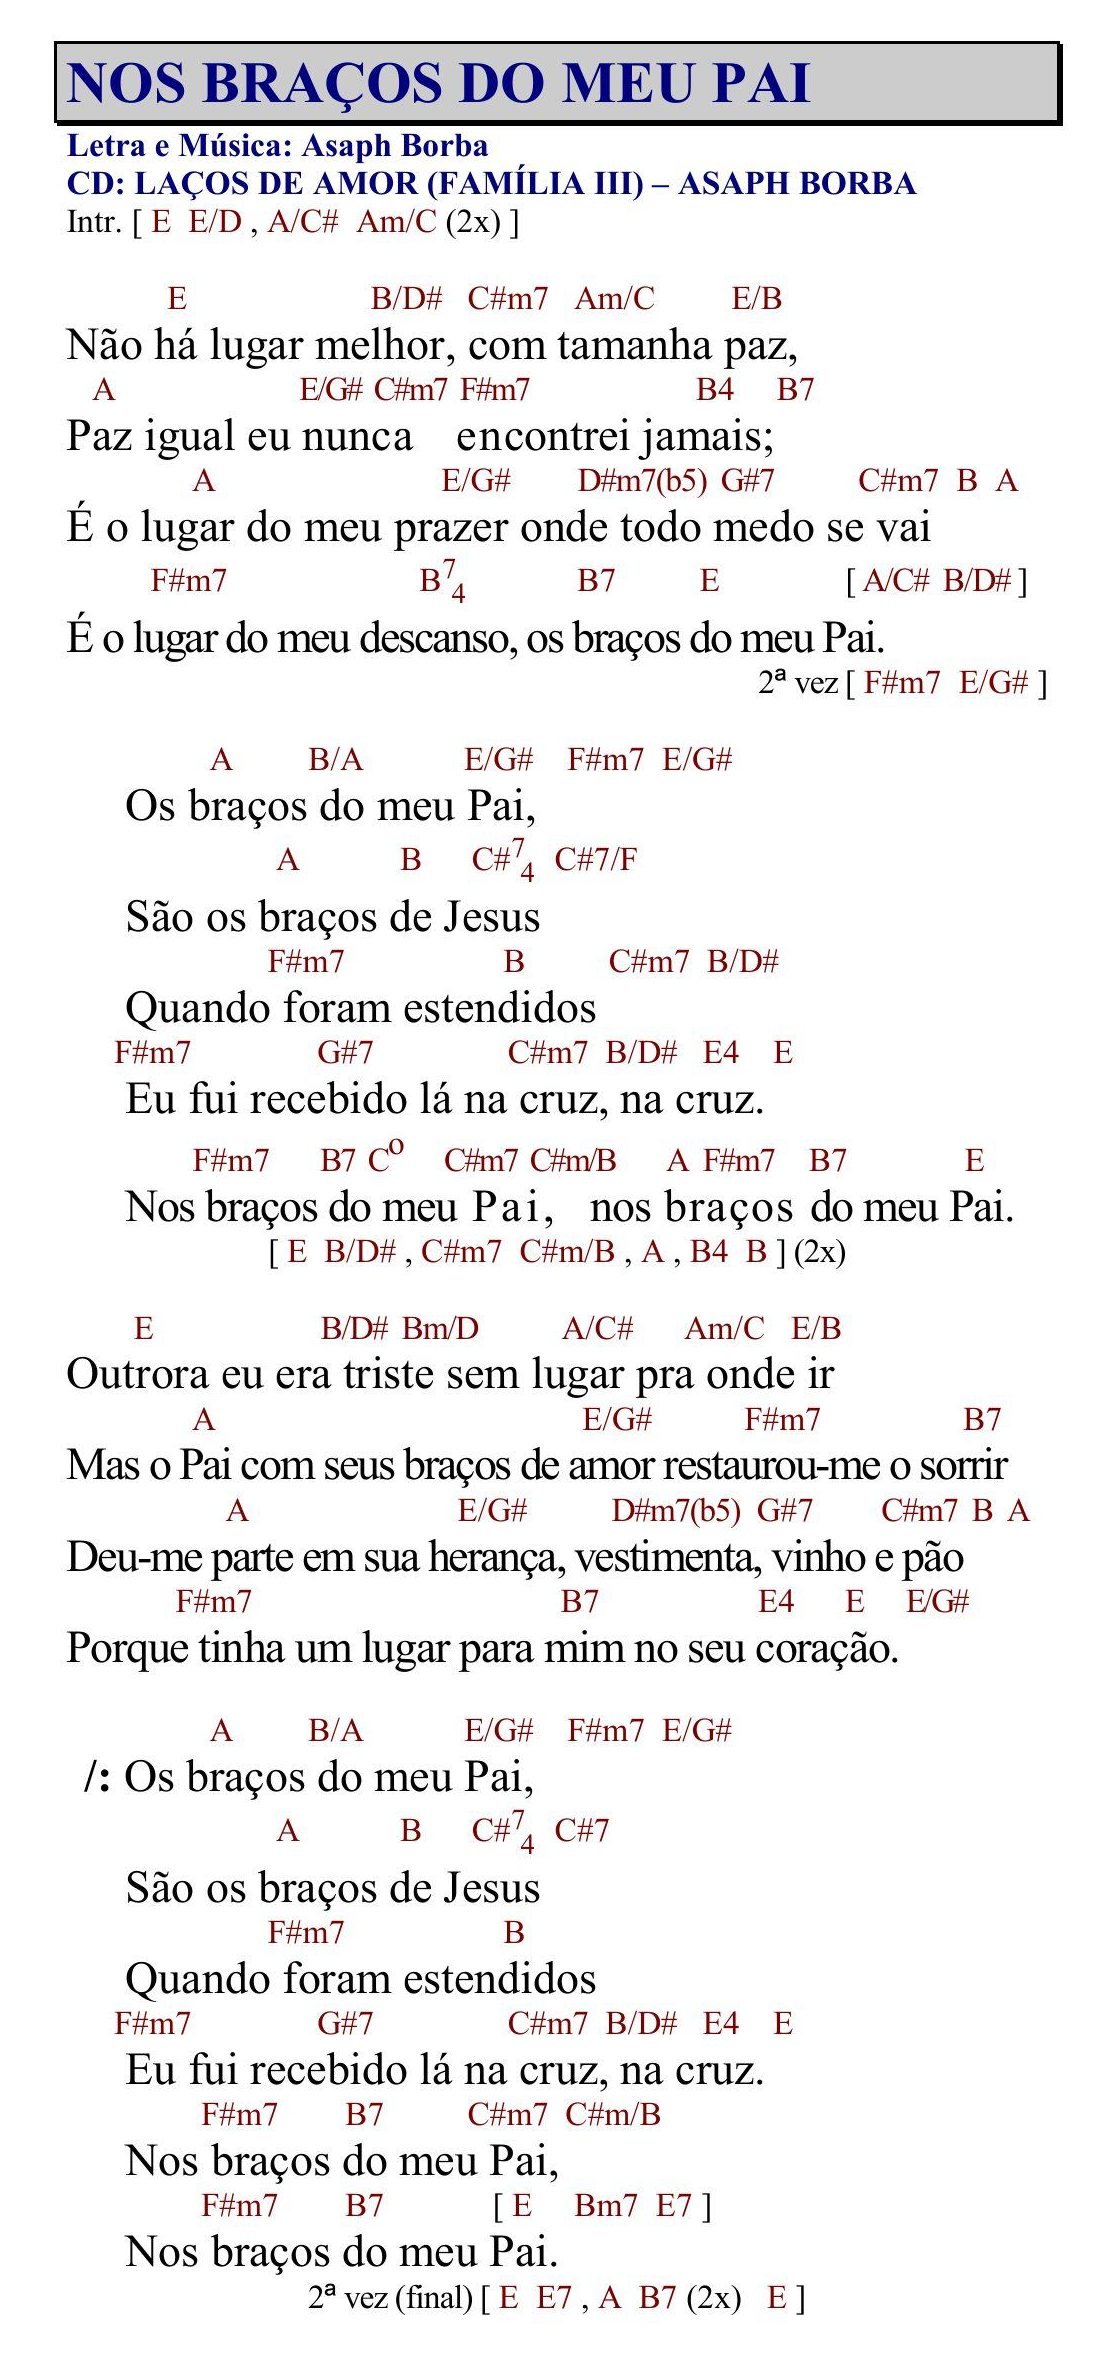 NOS BRAÇOS DO MEU PAI
Letra e Música: Asaph Borba
CD: LAÇOS DE AMOR (FAMÍLIA III) – ASAPH BORBA
Intr. [ E E/D , A/C# Am/C (2x) ]
E B/D# C#m7 Am/C E/B
Não há lugar melhor, com tamanha paz,
A E/G# C#m7 F#m7 B4 B7
Paz igual eu nunca encontrei jamais;
A E/G# D#m7(b5) G#7 C#m7 B A
É o lugar do meu prazer onde todo medo se vai
F#m7 B74 B7 E [ A/C# B/D# ]
É o lugar do meu descanso, os braços do meu Pai.
2ª vez [ F#m7 E/G# ]
A B/A E/G# F#m7 E/G#
Os braços do meu Pai,
A B C#74 C#7/F
São os braços de Jesus
F#m7 B C#m7 B/D#
Quando foram estendidos
F#m7 G#7 C#m7 B/D# E4 E
Eu fui recebido lá na cruz, na cruz.
F#m7 B7 Cº C#m7 C#m/B A F#m7 B7 E
Nos braços do meu Pai, nos braços do meu Pai.
[ E B/D# , C#m7 C#m/B , A , B4 B ] (2x)
E B/D# Bm/D A/C# Am/C E/B
Outrora eu era triste sem lugar pra onde ir
A E/G# F#m7 B7
Mas o Pai com seus braços de amor restaurou-me o sorrir
A E/G# D#m7(b5) G#7 C#m7 B A
Deu-me parte em sua herança, vestimenta, vinho e pão
F#m7 B7 E4 E E/G#
Porque tinha um lugar para mim no seu coração.
A B/A E/G# F#m7 E/G#
/: Os braços do meu Pai,
A B C#74 C#7
São os braços de Jesus
F#m7 B
Quando foram estendidos
F#m7 G#7 C#m7 B/D# E4 E
Eu fui recebido lá na cruz, na cruz.
F#m7 B7 C#m7 C#m/B
Nos braços do meu Pai,
F#m7 B7 [ E Bm7 E7 ]
Nos braços do meu Pai.
2ª vez (final) [ E E7 , A B7 (2x) E ]